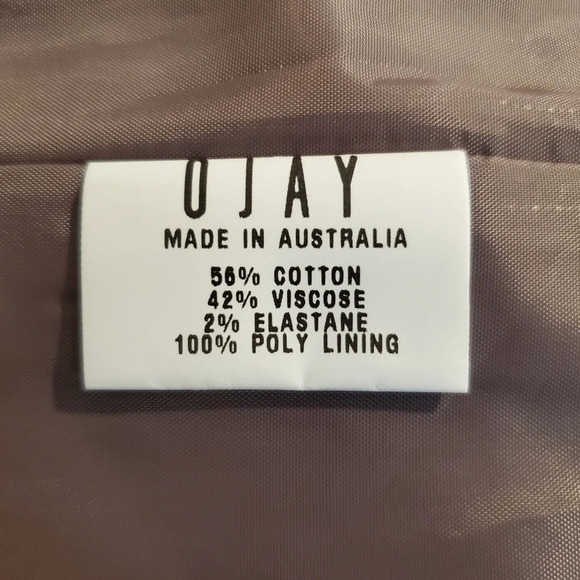 OJAY
MADE IN AUSTRALIA
56% COTTON
42% VISCOSE
2% ELASTANE
100% POLY LINING